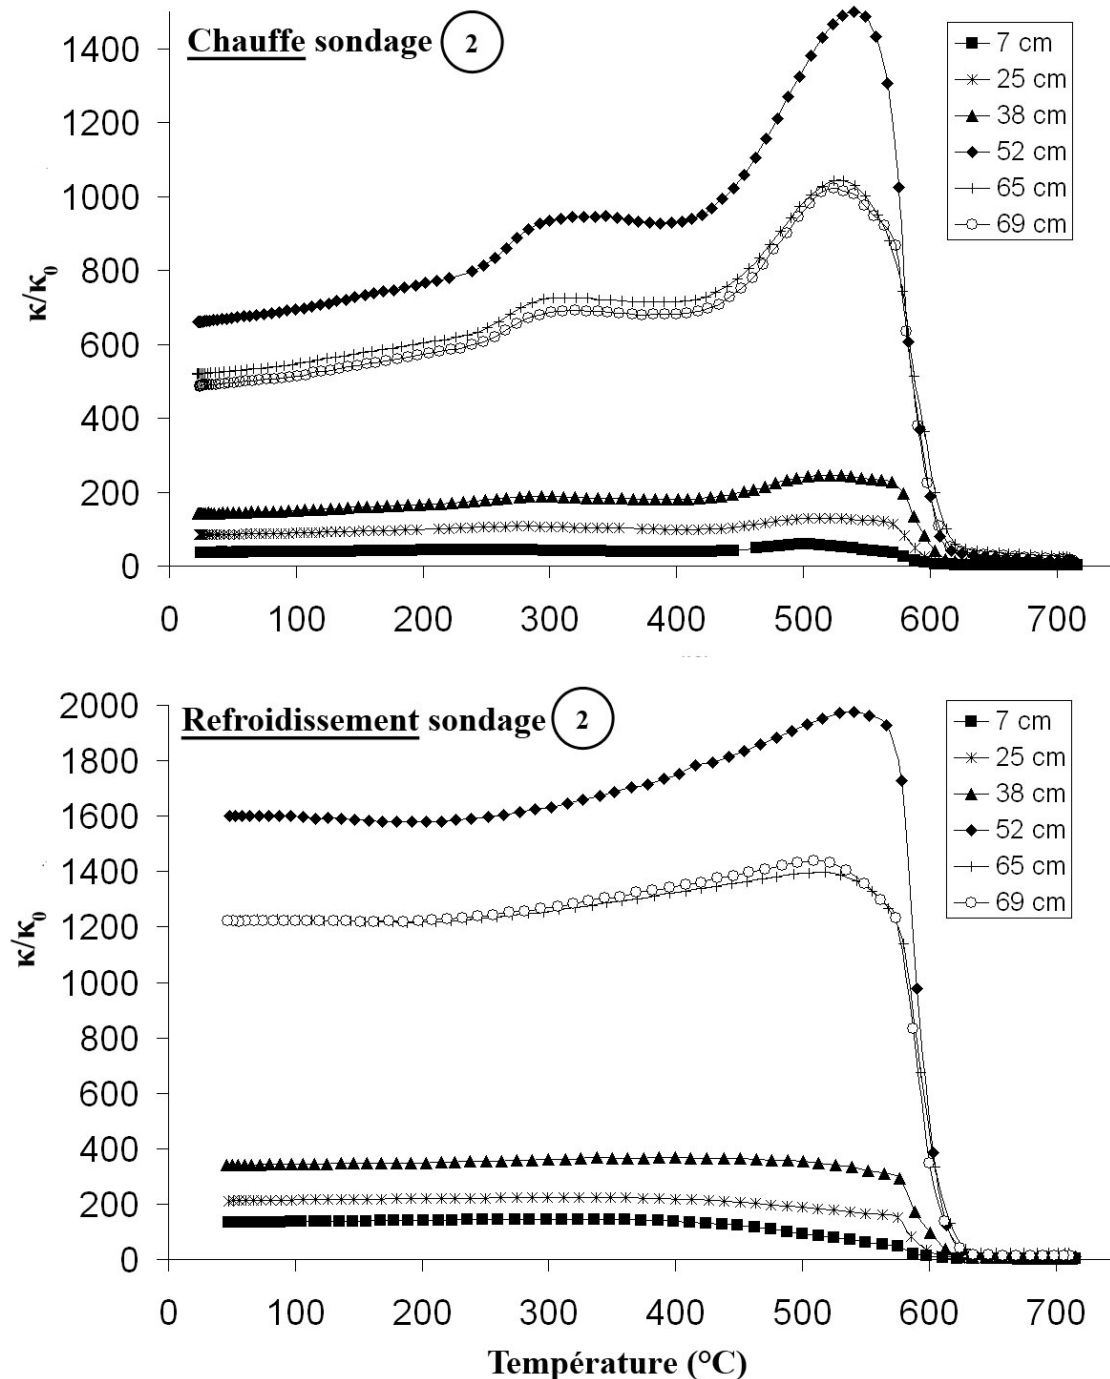 Chauffe sondage 2
7 cm
25 cm
38 cm
52 cm
65 cm
69 cm
κ/κ0
1400
1200
1000
800
600
400
200
0
0 100 200 300 400 500 600 700
Refroidissement sondage 2
7 cm
25 cm
38 cm
52 cm
65 cm
69 cm
κ/κ0
2000
1800
1600
1400
1200
1000
800
600
400
200
0
0 100 200 300 400 500 600 700
Température (°C)